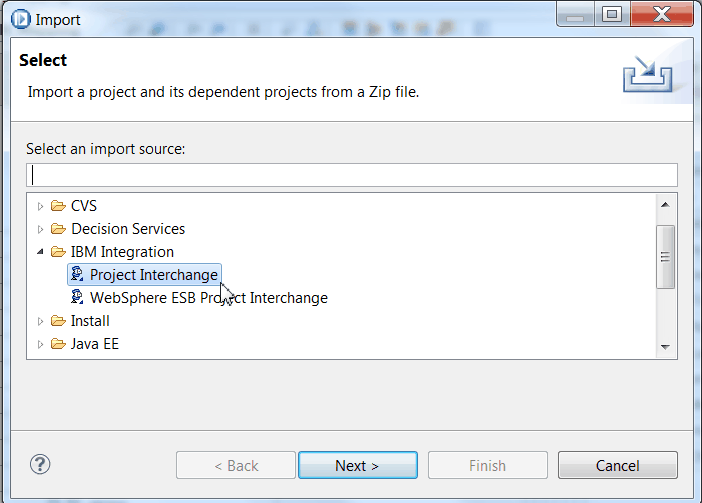 Import
Select
Import a project and its dependent projects from a Zip file.
Select an import source:
CVS
Decision Services
IBM Integration
Project Interchange
WebSphere ESB Project Interchange
Install
Java EE
?
< Back
Next >
Finish
Cancel